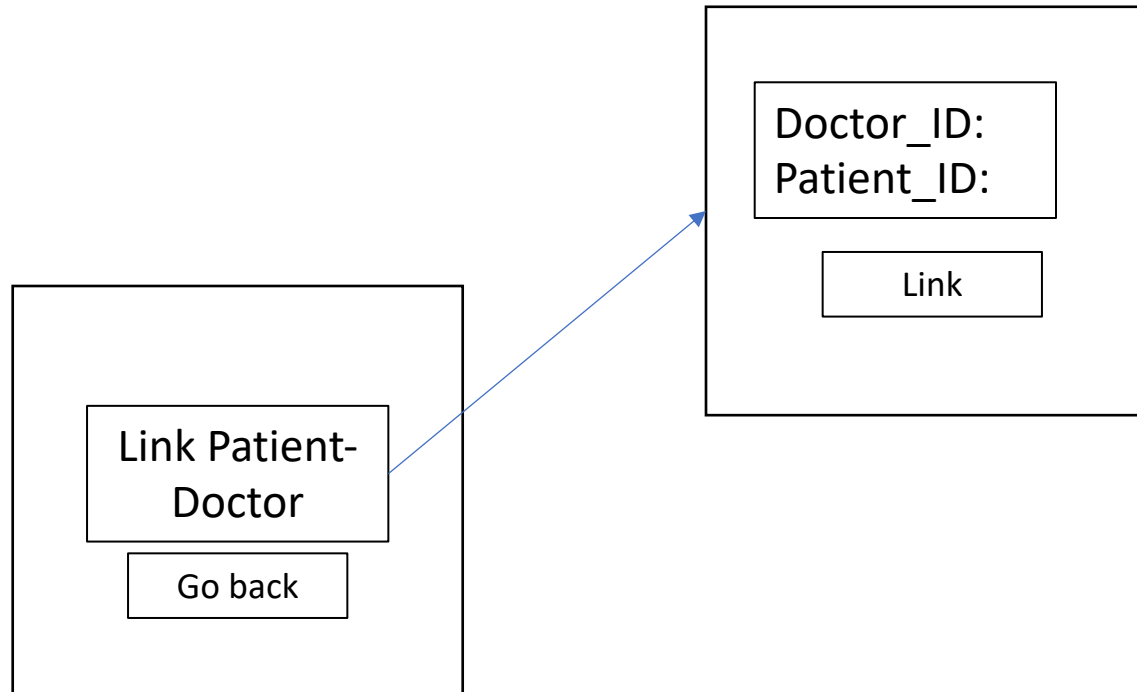 Doctor_ID:
Patient_ID:
Link
Link Patient-
Doctor
Go back